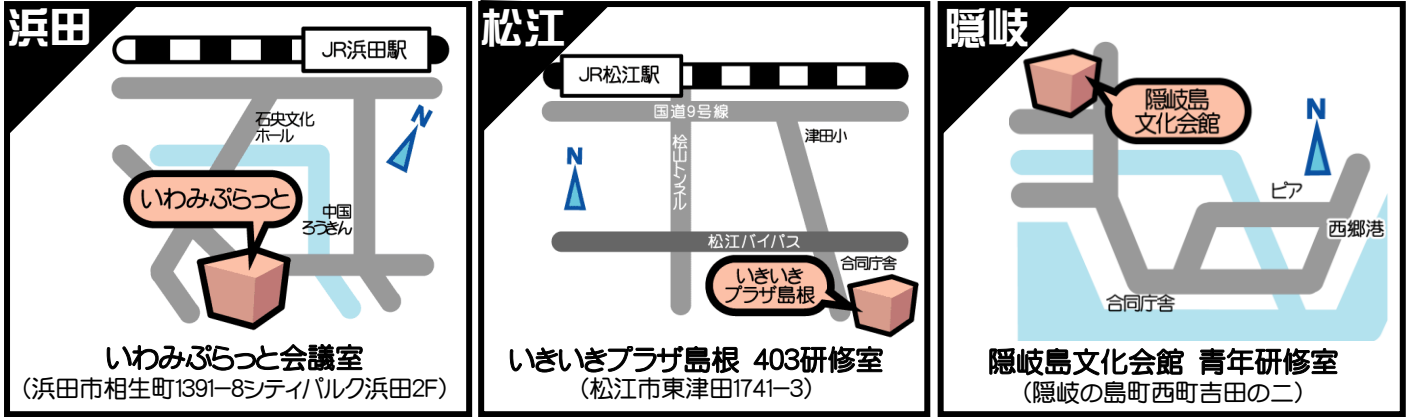 浜田
JR浜田駅
石央文化
ホール
N
いわみぷらっと
中国
ろうきん
いわみぷらっと会議室
（浜田市相生町1391−8シティパルク浜田2F）
松江
JR松江駅
国道9号線
津田小
桧山トンネル
N
松江バイパス
合同庁舎
いきいき
プラザ島根
いきいきプラザ島根 403研修室
（松江市東津田1741−3）
隠岐
隠岐島
文化会館
N
ピア
西郷港
合同庁舎
隠岐島文化会館 青年研修室
（隠岐の島町西町吉田の二）